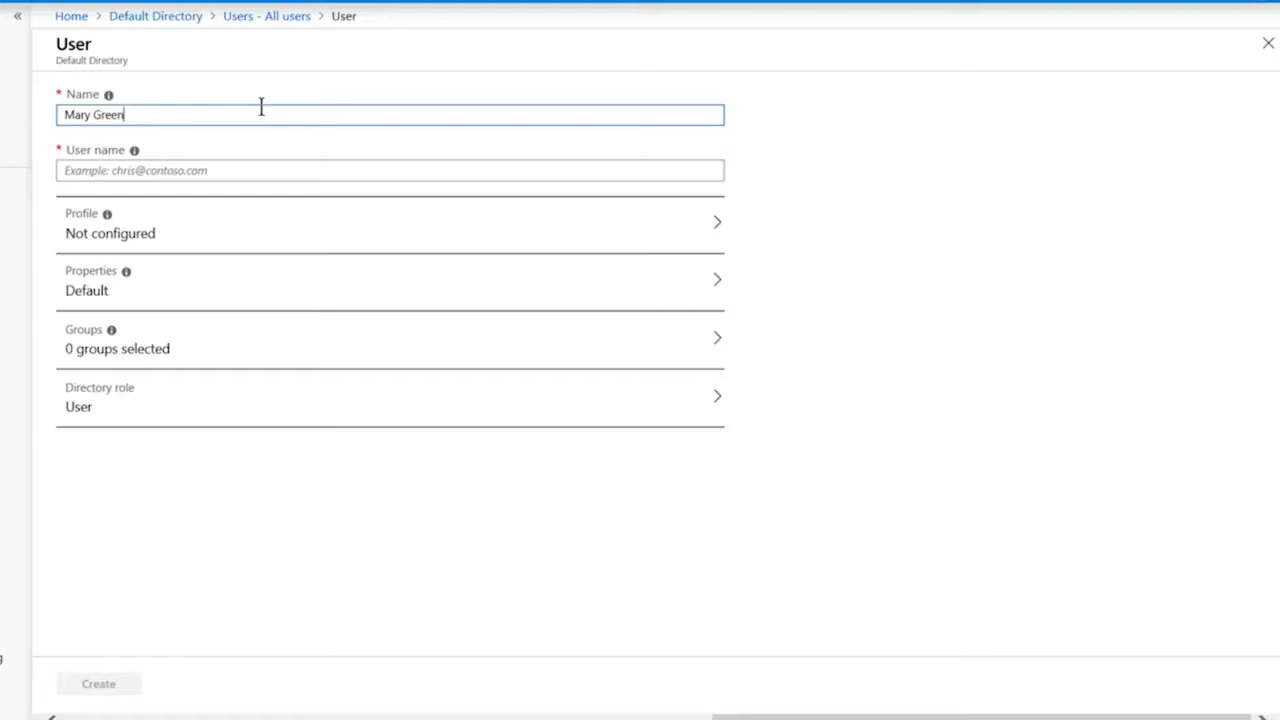 « Home > Default Directory > Users - All users > User
User
Default Directory
* Name
Mary Green
* User name
Example: chris@contoso.com
Profile
Not configured
Properties
Default
Groups
0 groups selected
Directory role
User
Create